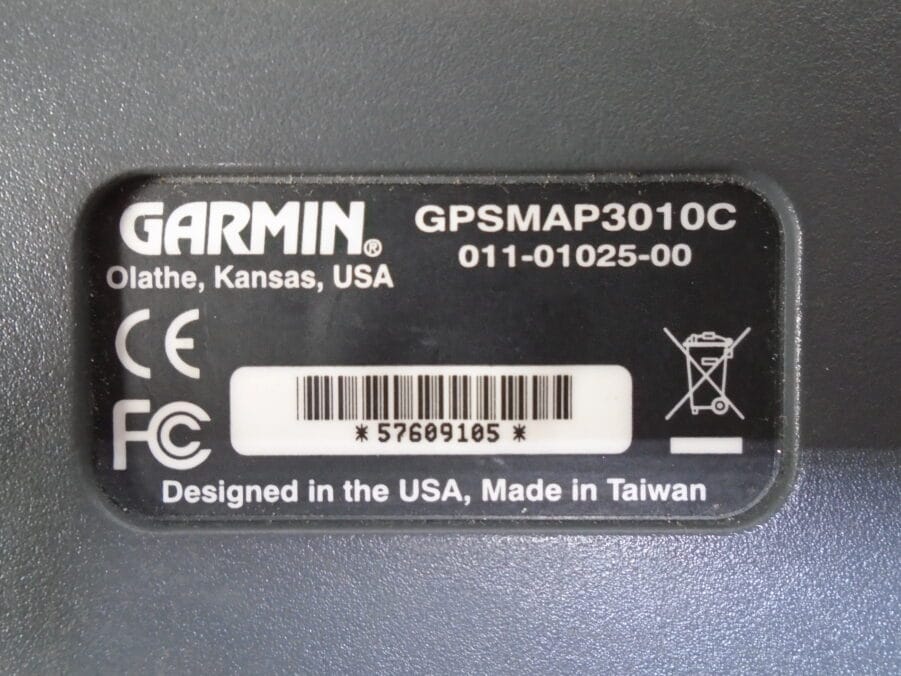 GARMIN®
GPSMAP3010C
011-01025-00
Olathe, Kansas, USA
CE
FC
*57609105*
Designed in the USA, Made in Taiwan